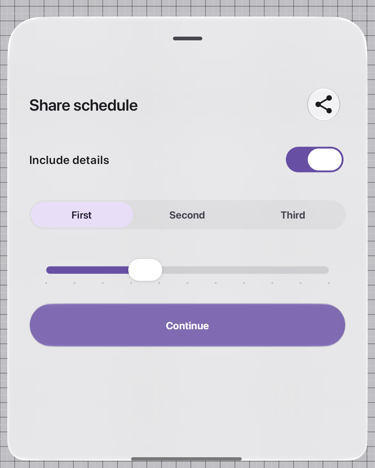 Share schedule
Include details
First Second Third
Continue